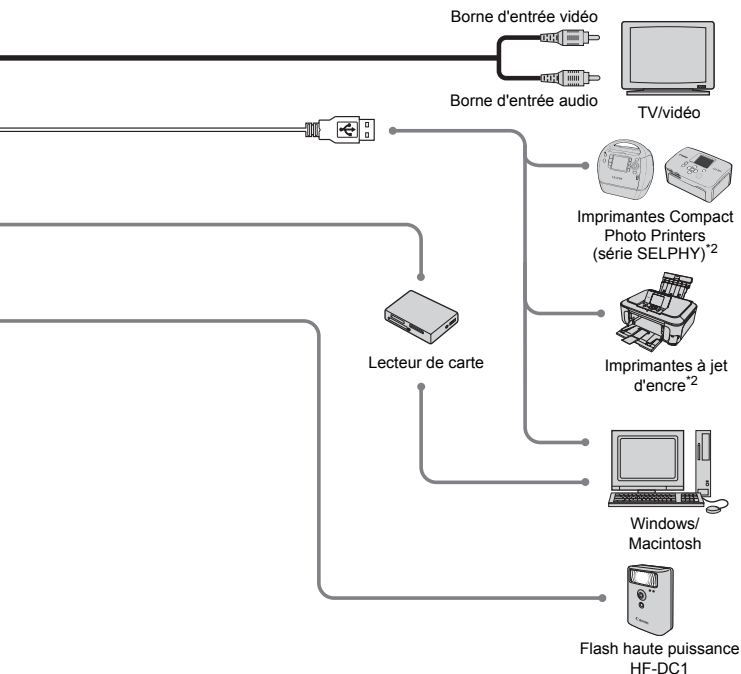 Borne d'entrée vidéo
Borne d'entrée audio
TV/vidéo
Imprimantes Compact
Photo Printers
(série SELPHY)*2
Lecteur de carte
Imprimantes à jet
d'encre*2
Windows/
Macintosh
Canon
Flash haute puissance
HF-DC1